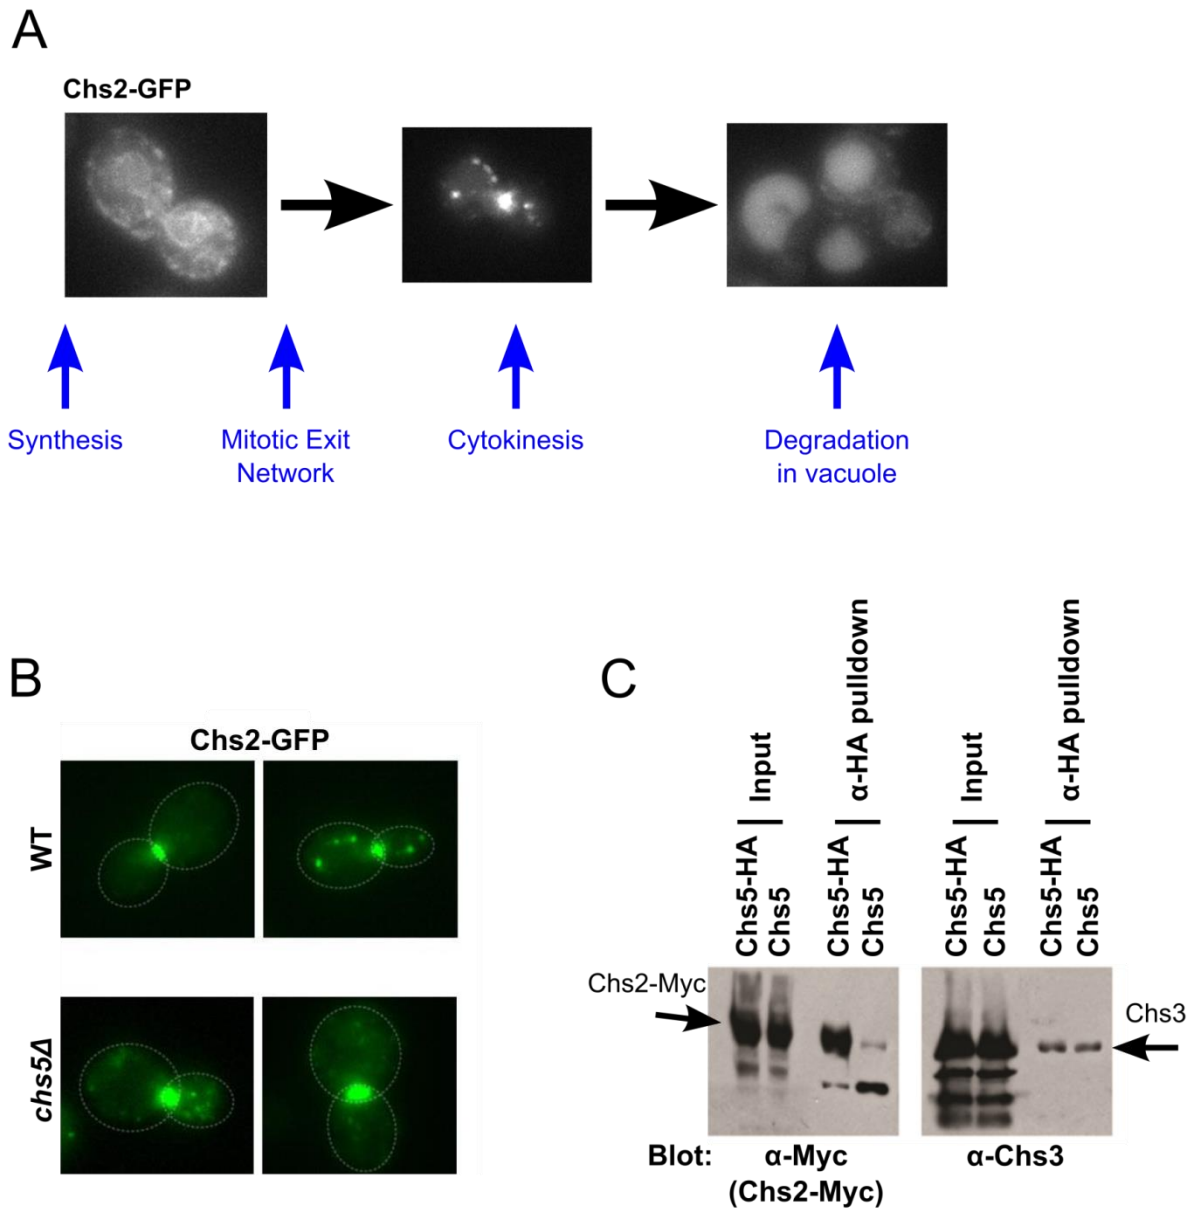 A
Chs2-GFP
Synthesis
Mitotic Exit
Network
Cytokinesis
Degradation
in vacuole
B
Chs2-GFP
WT
chs5Δ
C
Input
α-HA pulldown
Input
α-HA pulldown
Chs5-HA
Chs5
Chs5-HA
Chs5
Chs5-HA
Chs5
Chs5-HA
Chs5
Chs2-Myc
Chs3
Blot:
α-Myc
(Chs2-Myc)
α-Chs3